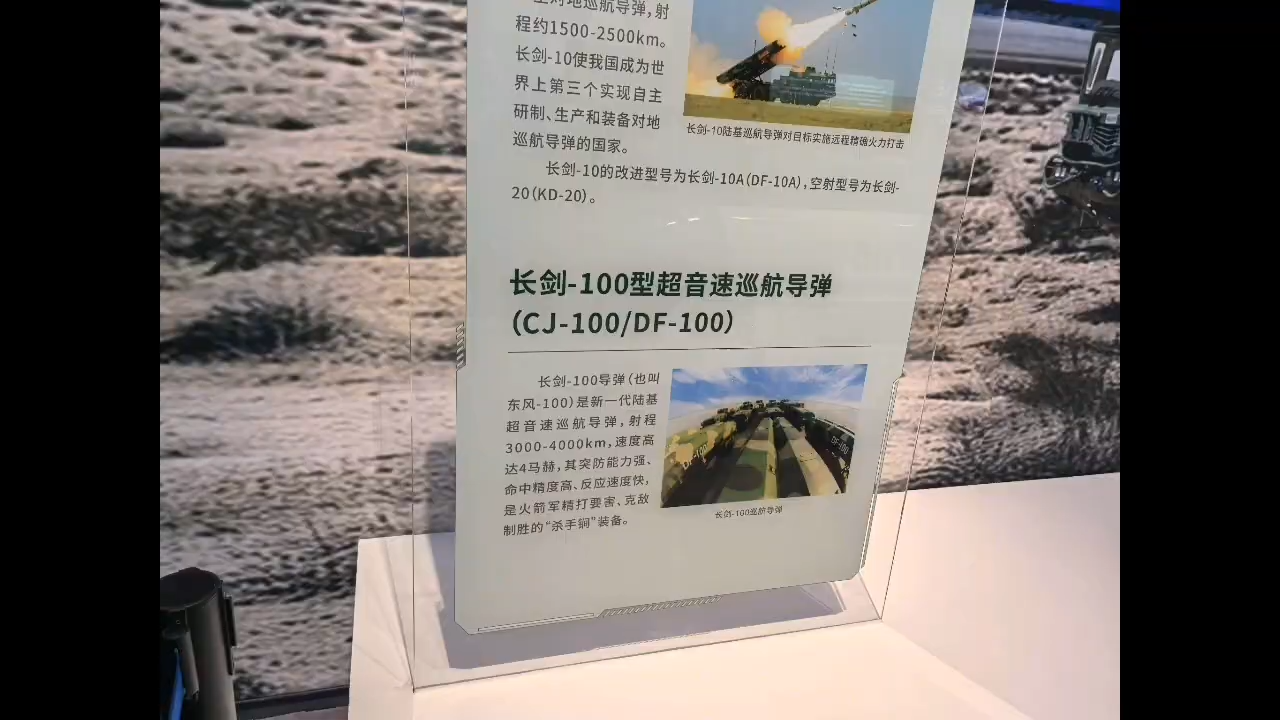 对地巡航导弹,射
程约1500-2500km。
长剑-10使我国成为世
界上第三个实现自主
研制、生产和装备对地
巡航导弹的国家。
长剑-10陆基巡航导弹对目标实施远程精确火力打击
长剑-10的改进型号为长剑-10A(DF-10A),空射型号为长剑-
20(KD-20)。
长剑-100型超音速巡航导弹
(CJ-100/DF-100)
长剑-100导弹(也叫
东风-100)是新一代陆基
超音速巡航导弹,射程
3000-4000km,速度高
达4马赫,其突防能力强、
命中精度高、反应速度快,
是火箭军精打要害、克敌
制胜的“杀手锏”装备。
DF-100
DF-100
长剑-100巡航导弹